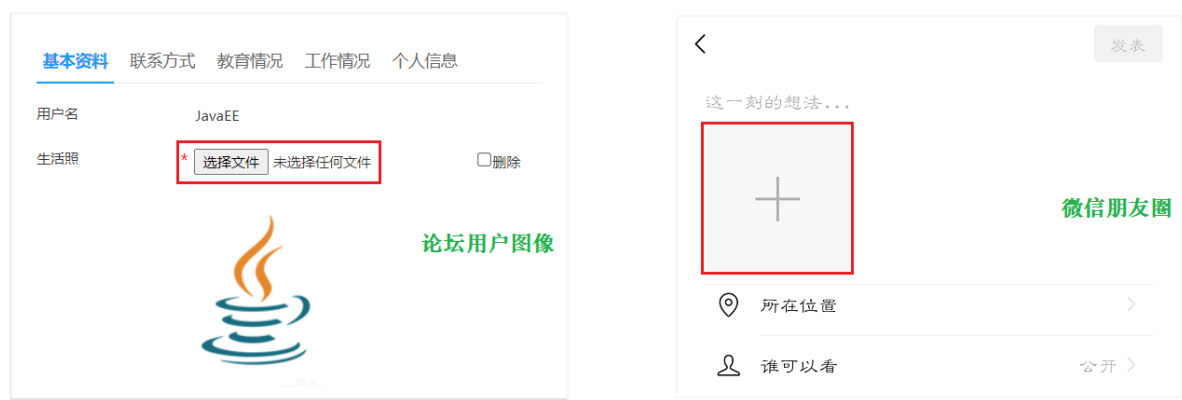 基本资料 联系方式 教育情况 工作情况 个人信息
用户名 JavaEE
生活照 * 选择文件 未选择任何文件 删除
论坛用户图像
发表
这一刻的想法...
微信朋友圈
所在位置
谁可以看 公开